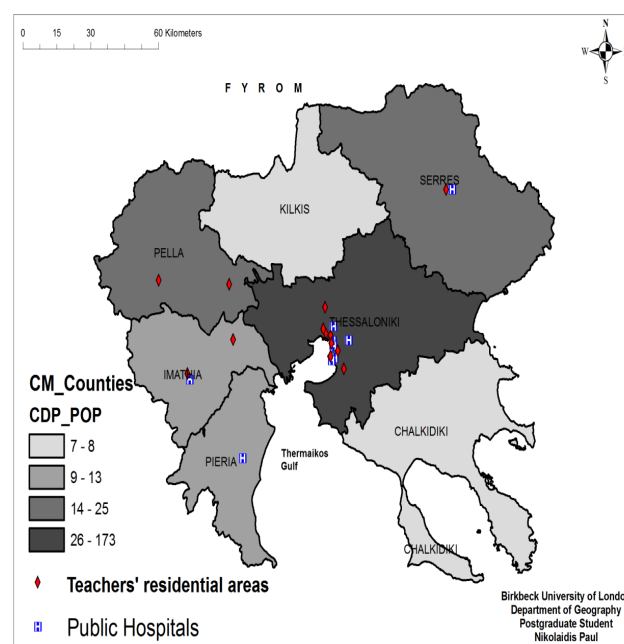 0 15 30 60 Kilometers
N
W
S
F Y R O M
SERRES
KILKIS
PELLA
THESSALONIKI
IMATHIA
CM_Counties
CDP_POP
CHALKIDIKI
7 - 8
PIERIA
Thermaikos
Gulf
9 - 13
14 - 25
26 - 173
CHALKIDIKI
Teachers' residential areas
H Public Hospitals
Birkbeck University of Londo
Department of Geography
Postgraduate Student
Nikolaidis Paul